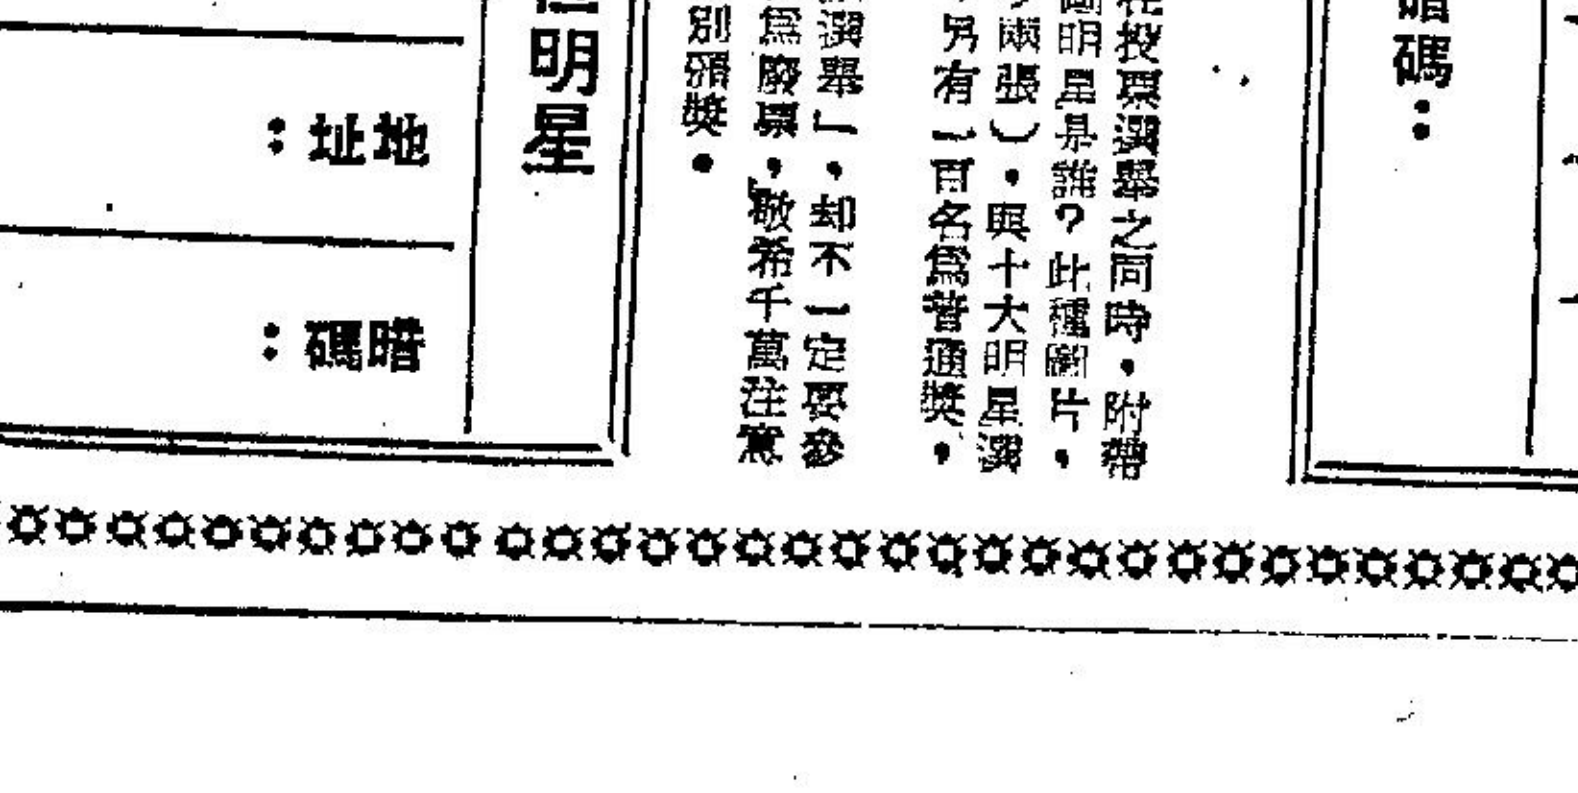 碼：
投票選舉之同時，附帶
明星是誰？此種圖片，
兩張），與十大明星選
，另有一百名為普通獎，
選舉」，却不一定要參
為廢票，敬希千萬注意
別頒獎。
明星
地址：
暗碼：